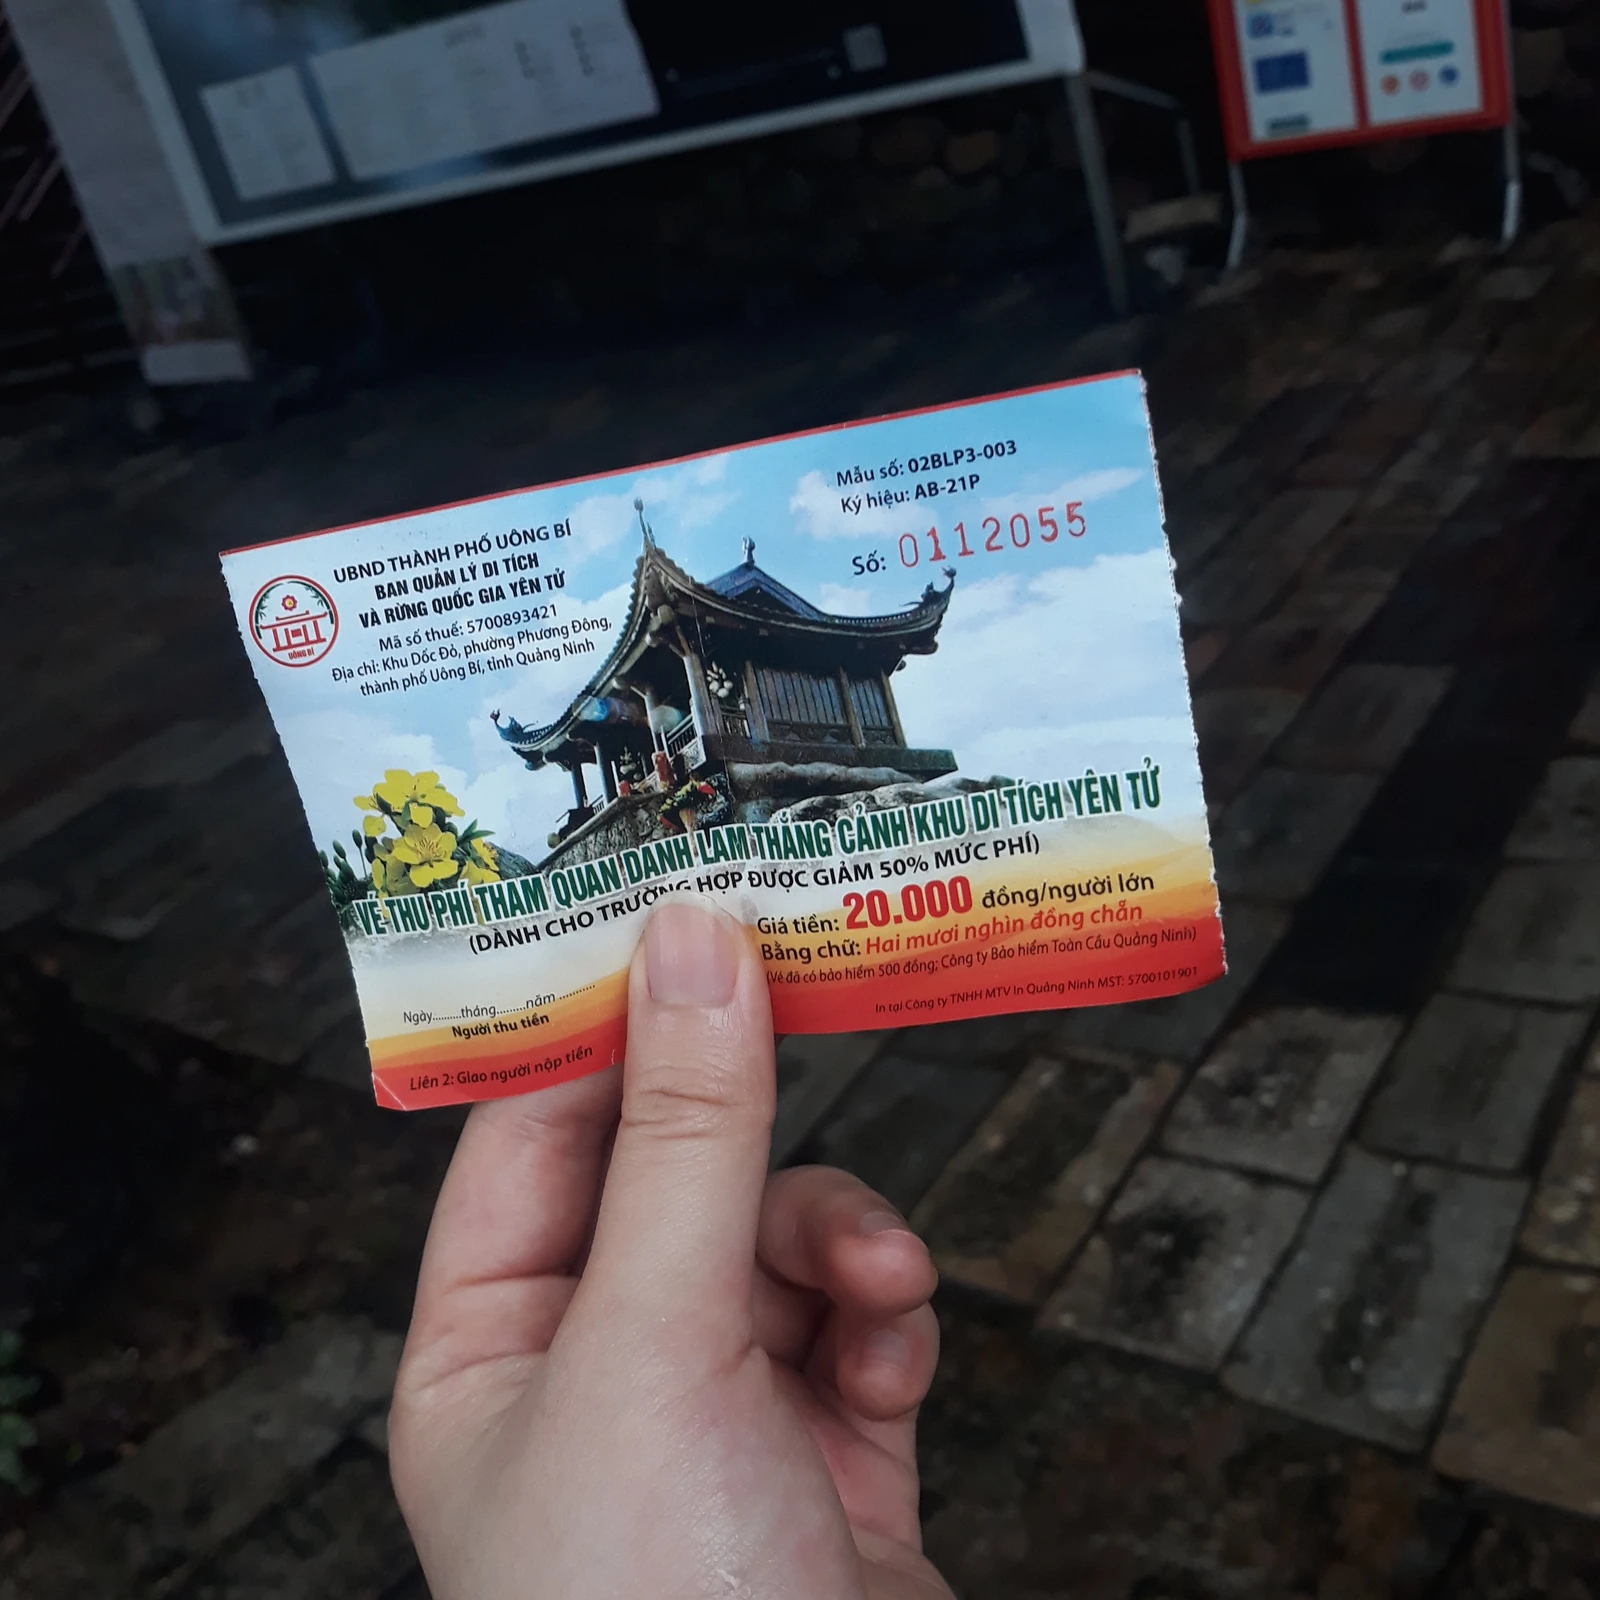 UBND THÀNH PHỐ UÔNG BÍ
BAN QUẢN LÝ DI TÍCH
VÀ RỪNG QUỐC GIA YÊN TỬ
Mã số thuế: 5700893421
Địa chỉ: Khu Dốc Đỏ, phường Phương Đông,
thành phố Uông Bí, tỉnh Quảng Ninh
UÔNG BÍ
Mẫu số: 02BLP3-003
Ký hiệu: AB-21P
Số: 0112055
VÉ THU PHÍ THAM QUAN DANH LAM THẮNG CẢNH KHU DI TÍCH YÊN TỬ
(DÀNH CHO TRƯỜNG HỢP ĐƯỢC GIẢM 50% MỨC PHÍ)
Giá tiền: 20.000 đồng/người lớn
Bằng chữ: Hai mươi nghìn đồng chẵn
(Vé đã có bảo hiểm 500 đồng; Công ty Bảo hiểm Toàn Cầu Quảng Ninh)
In tại Công ty TNHH MTV In Quảng Ninh MST: 5700101901
Ngày.........tháng.........năm ...........
Người thu tiền
Liên 2: Giao người nộp tiền